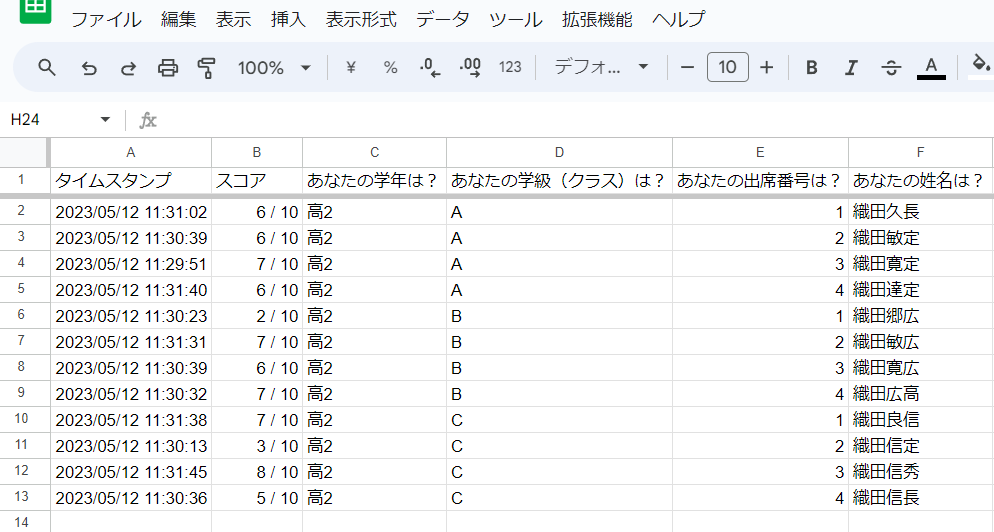 ファイル 編集 表示 挿入 表示形式 データ ツール 拡張機能 ヘルプ
100% ¥ % .0 .00 123 デフォ... 10 B I S A
H24 fx
A B C D E F
1 タイムスタンプ スコア あなたの学年は？ あなたの学級（クラス）は？ あなたの出席番号は？ あなたの姓名は？
2 2023/05/12 11:31:02 6 / 10 高2 A 1 織田久長
3 2023/05/12 11:30:39 6 / 10 高2 A 2 織田敏定
4 2023/05/12 11:29:51 7 / 10 高2 A 3 織田寛定
5 2023/05/12 11:31:40 6 / 10 高2 A 4 織田達定
6 2023/05/12 11:30:23 2 / 10 高2 B 1 織田郷広
7 2023/05/12 11:31:31 7 / 10 高2 B 2 織田敏広
8 2023/05/12 11:30:39 6 / 10 高2 B 3 織田寛広
9 2023/05/12 11:30:32 7 / 10 高2 B 4 織田広高
10 2023/05/12 11:31:38 7 / 10 高2 C 1 織田良信
11 2023/05/12 11:30:13 3 / 10 高2 C 2 織田信定
12 2023/05/12 11:31:45 8 / 10 高2 C 3 織田信秀
13 2023/05/12 11:30:36 5 / 10 高2 C 4 織田信長
14